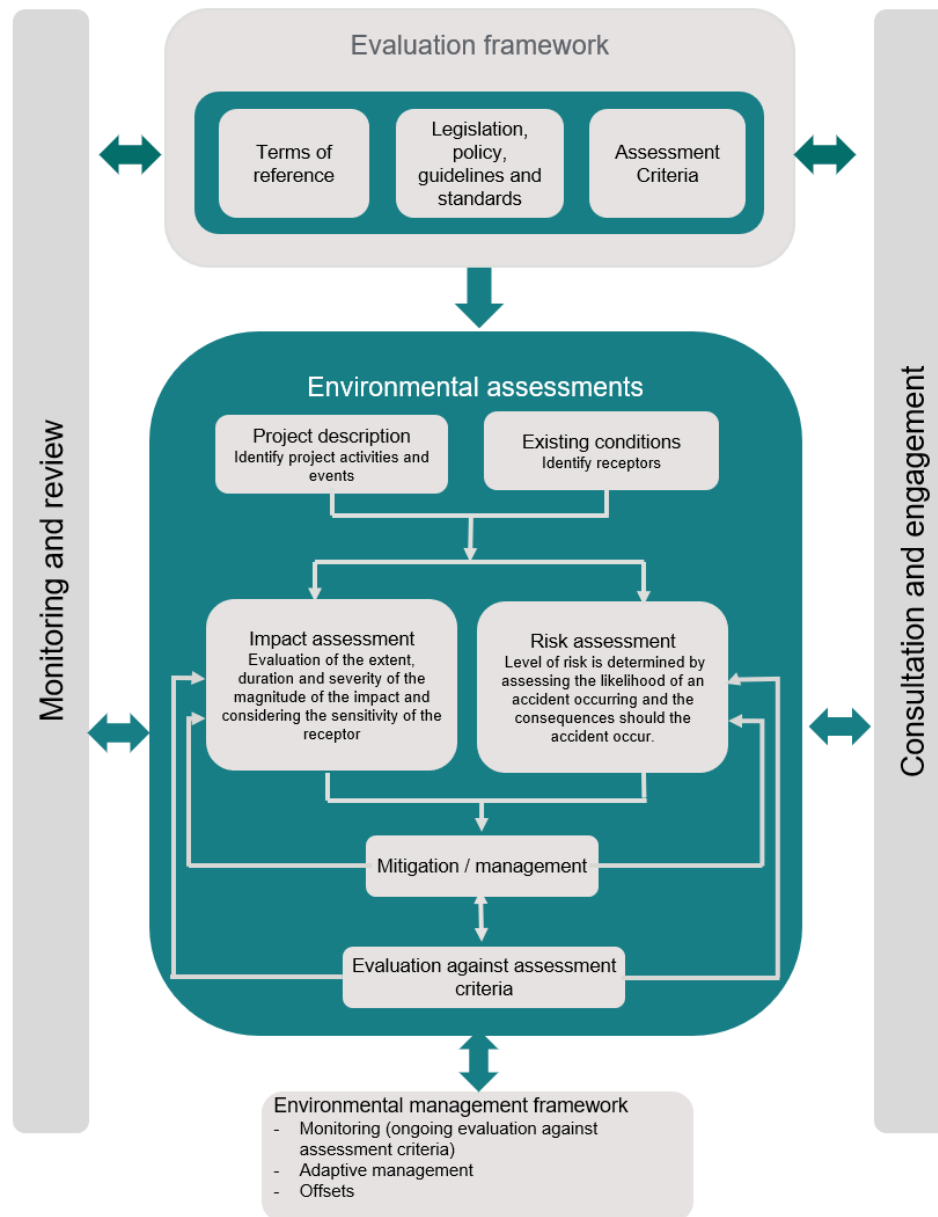 Evaluation framework
Terms of
reference
Legislation,
policy,
guidelines and
standards
Assessment
Criteria
Monitoring and review
Consultation and engagement
Environmental assessments
Project description
Identify project activities and
events
Existing conditions
Identify receptors
Impact assessment
Evaluation of the extent,
duration and severity of the
magnitude of the impact and
considering the sensitivity of the
receptor
Risk assessment
Level of risk is determined by
assessing the likelihood of an
accident occurring and the
consequences should the
accident occur.
Mitigation / management
Evaluation against assessment
criteria
Environmental management framework
- Monitoring (ongoing evaluation against
assessment criteria)
- Adaptive management
- Offsets